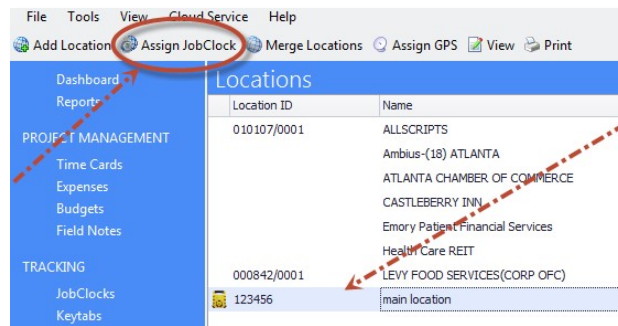 File Tools View Cloud Service Help
Add Location Assign JobClock Merge Locations Assign GPS View Print
Dashboard
Reports
PROJECT MANAGEMENT
Time Cards
Expenses
Budgets
Field Notes
TRACKING
JobClocks
Keytabs
Locations
Location ID Name
010107/0001 ALLSCRIPTS
Ambius-(18) ATLANTA
ATLANTA CHAMBER OF COMMERCE
CASTLEBERRY INN
Emory Patient Financial Services
Health Care REIT
000842/0001 LEVY FOOD SERVICES(CORP OFC)
123456 main location